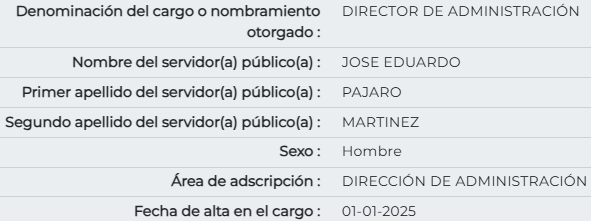 Denominación del cargo o nombramiento otorgado : DIRECTOR DE ADMINISTRACIÓN
Nombre del servidor(a) público(a) : JOSE EDUARDO
Primer apellido del servidor(a) público(a) : PAJARO
Segundo apellido del servidor(a) público(a) : MARTINEZ
Sexo : Hombre
Área de adscripción : DIRECCIÓN DE ADMINISTRACIÓN
Fecha de alta en el cargo : 01-01-2025